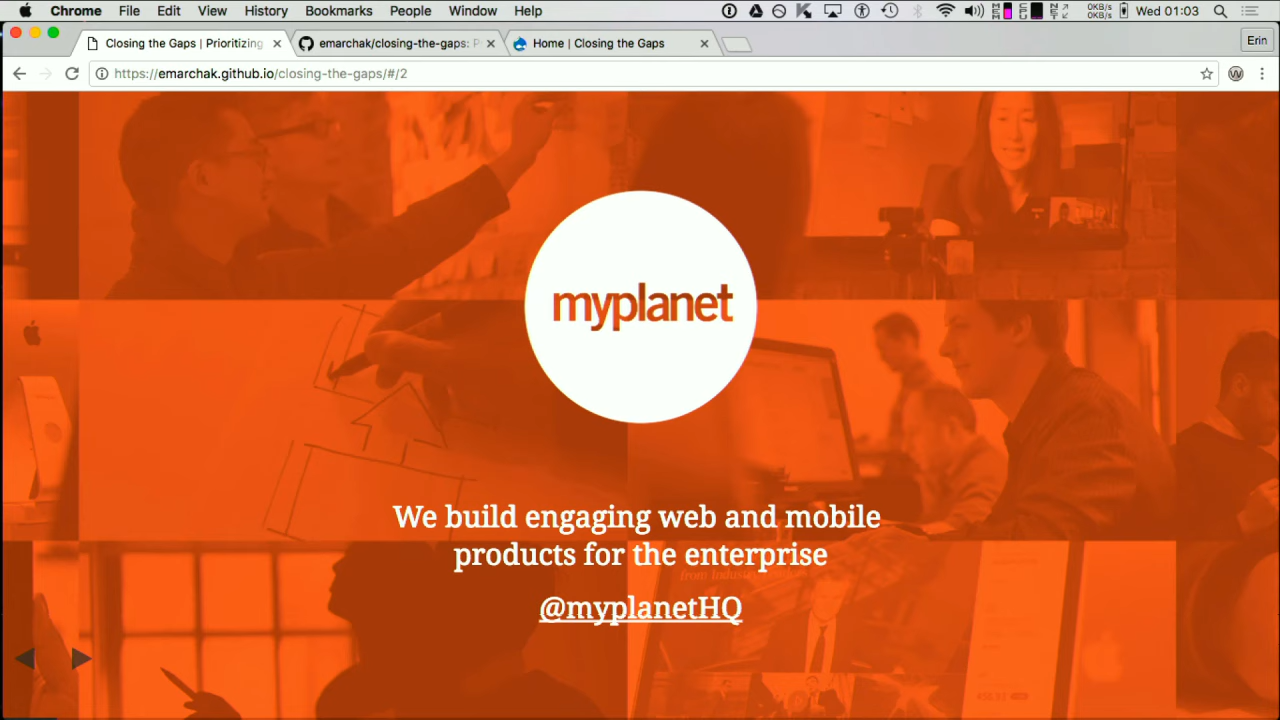 Chrome File Edit View History Bookmarks People Window Help 0KB/s 0KB/s Wed 01:03
Closing the Gaps | Prioritizing
emarchak/closing-the-gaps:
Home | Closing the Gaps
Erin
https://emarchak.github.io/closing-the-gaps/#/2
myplanet
We build engaging web and mobile
products for the enterprise
@myplanetHQ